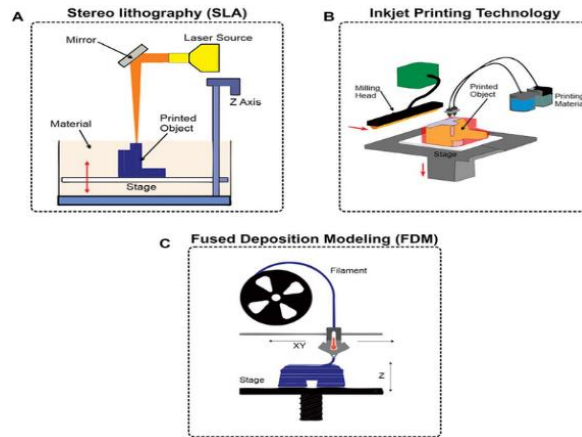 A
Stereo lithography (SLA)
Mirror
Laser Source
Z Axis
Material
Printed
Object
Stage
B
Inkjet Printing Technology
Milling
Head
Printed
Object
Printing
Material
Stage
C
Fused Deposition Modeling (FDM)
Filament
XY
Z
Stage